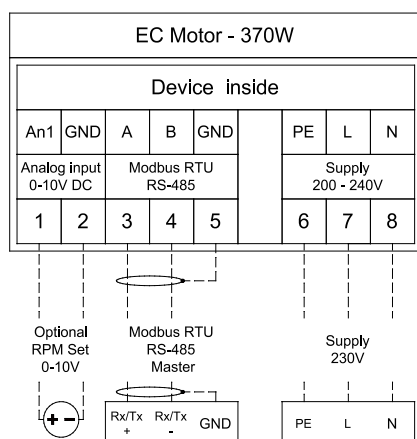 EC Motor - 370W
Device inside
An1 GND A B GND PE L N
Analog input Modbus RTU Supply
0-10V DC RS-485 200 - 240V
1 2 3 4 5 6 7 8
Optional Modbus RTU Supply
RPM Set RS-485 230V
0-10V Master
Rx/Tx Rx/Tx GND PE L N
+ -
+ -